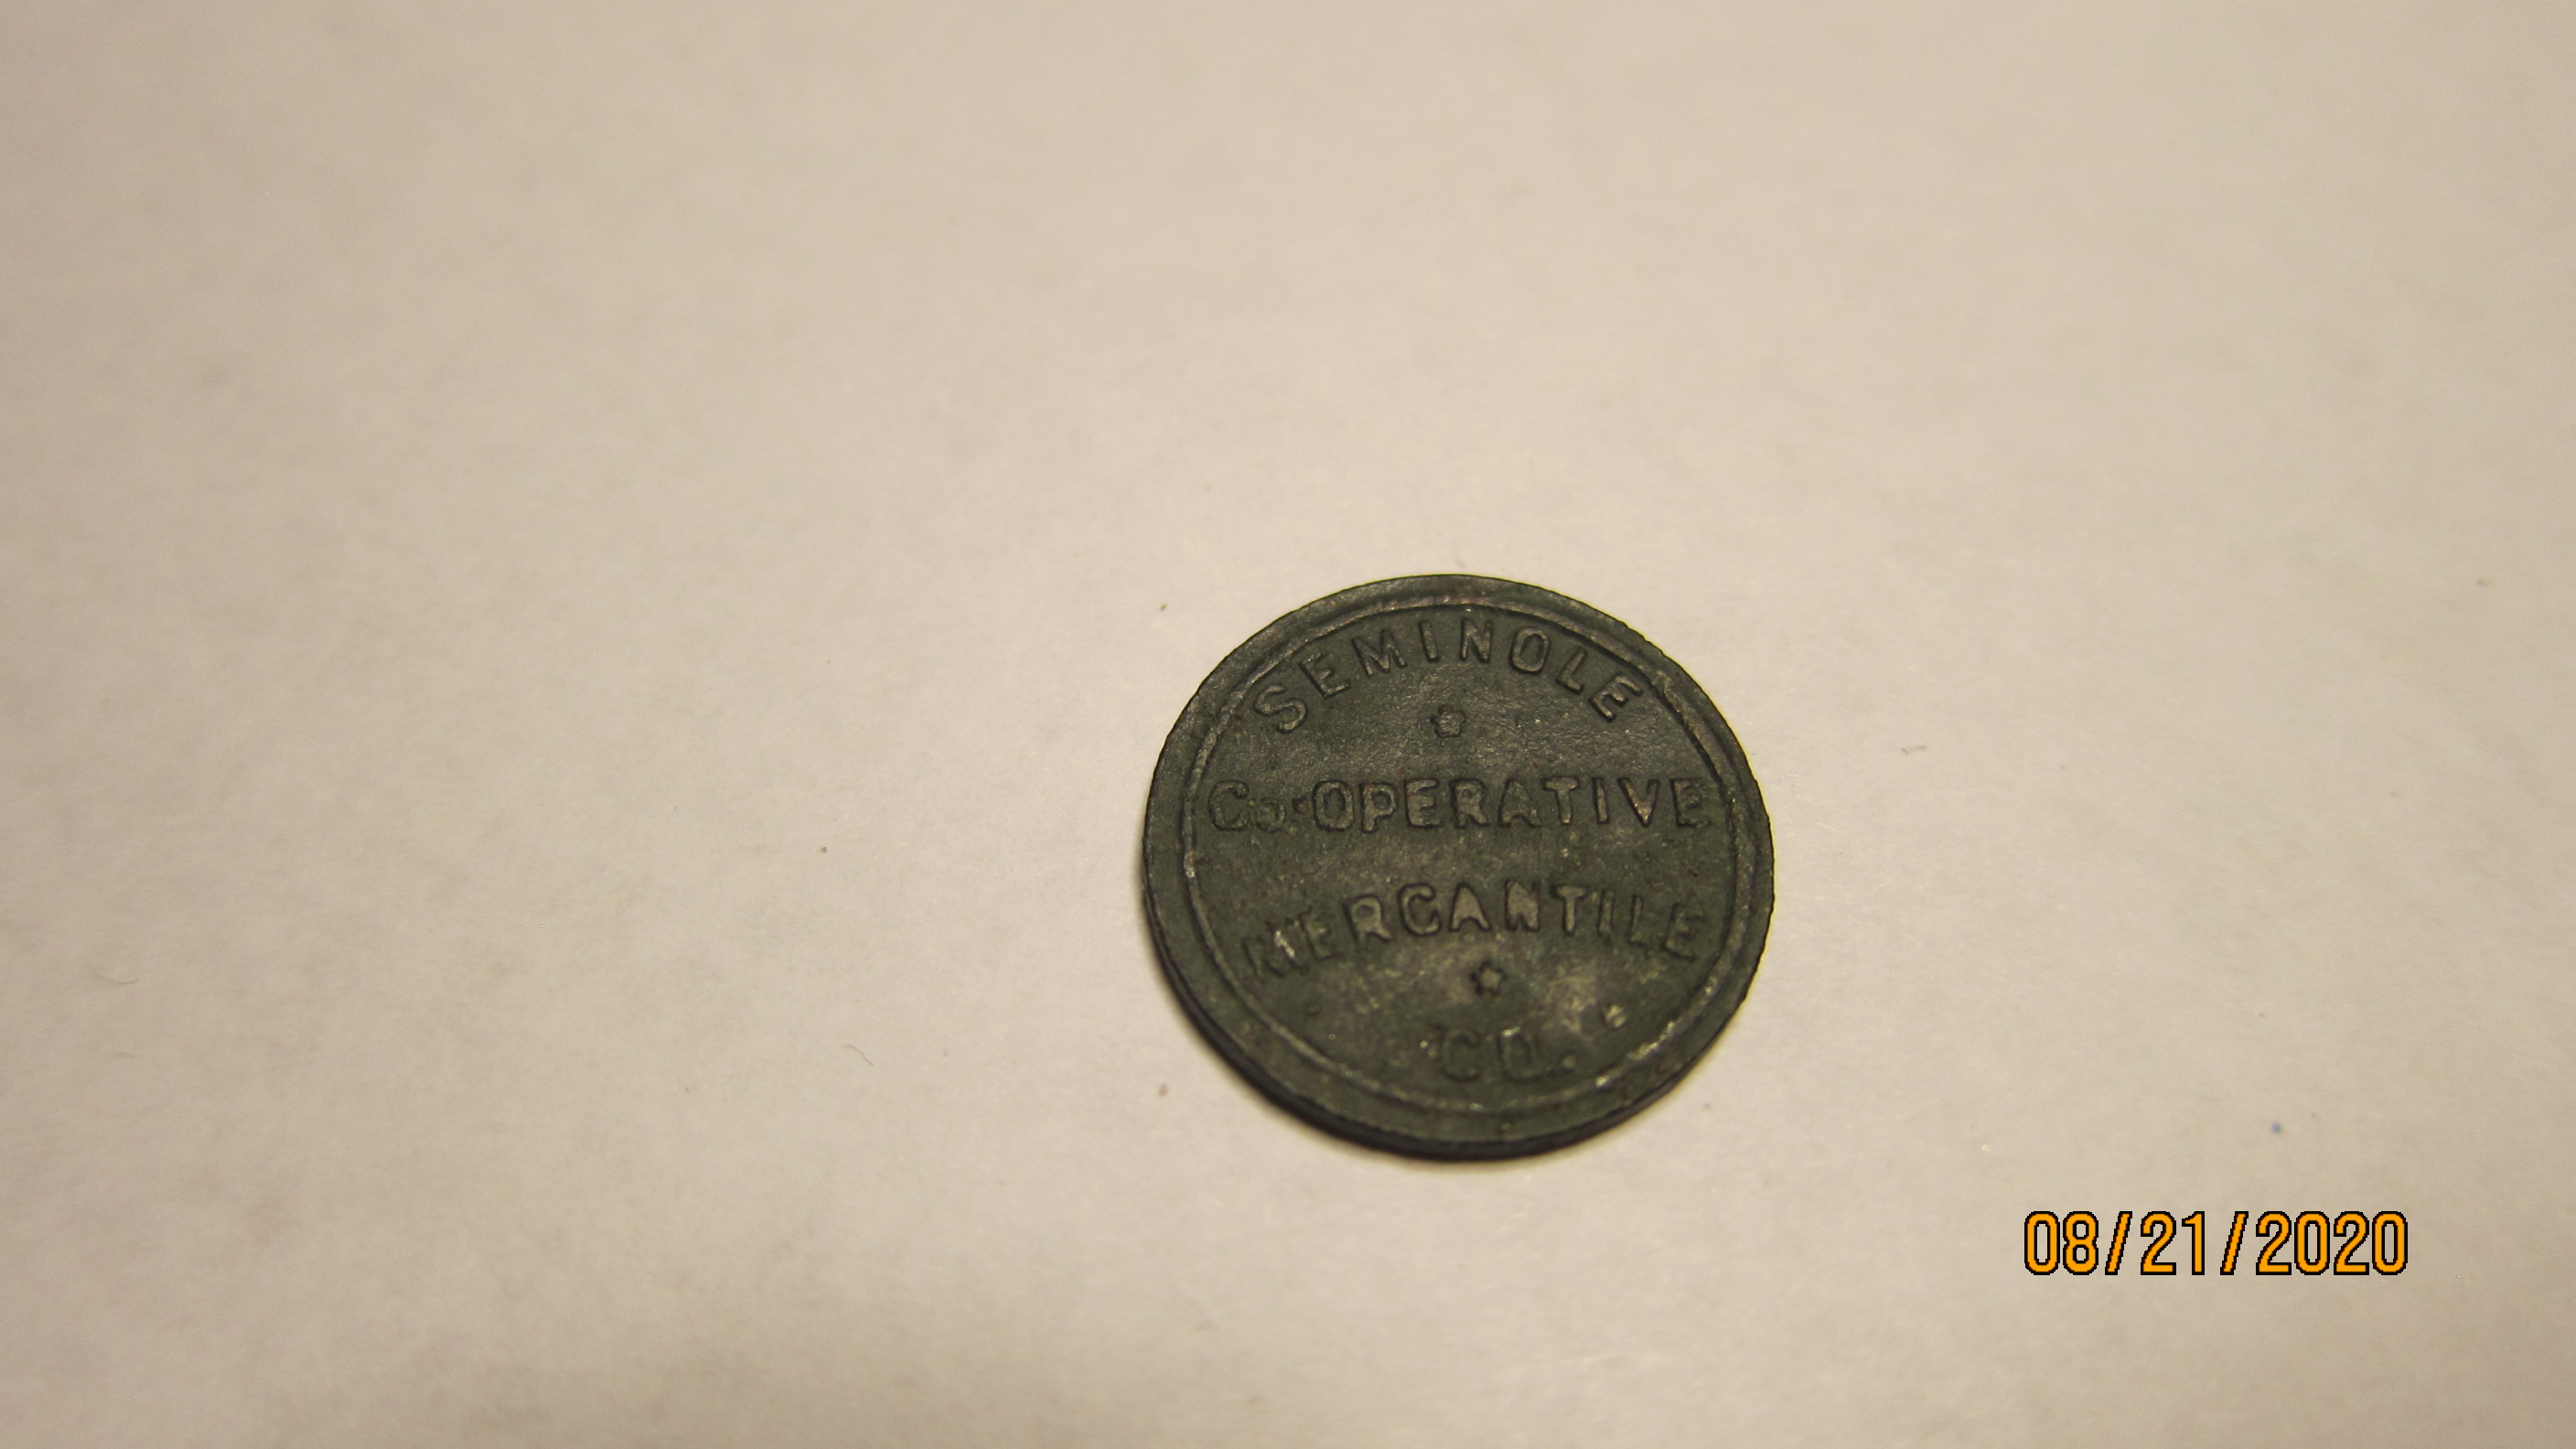 SEMINOLE
Co-OPERATIVE
MERCANTILE
CO.
08/21/2020